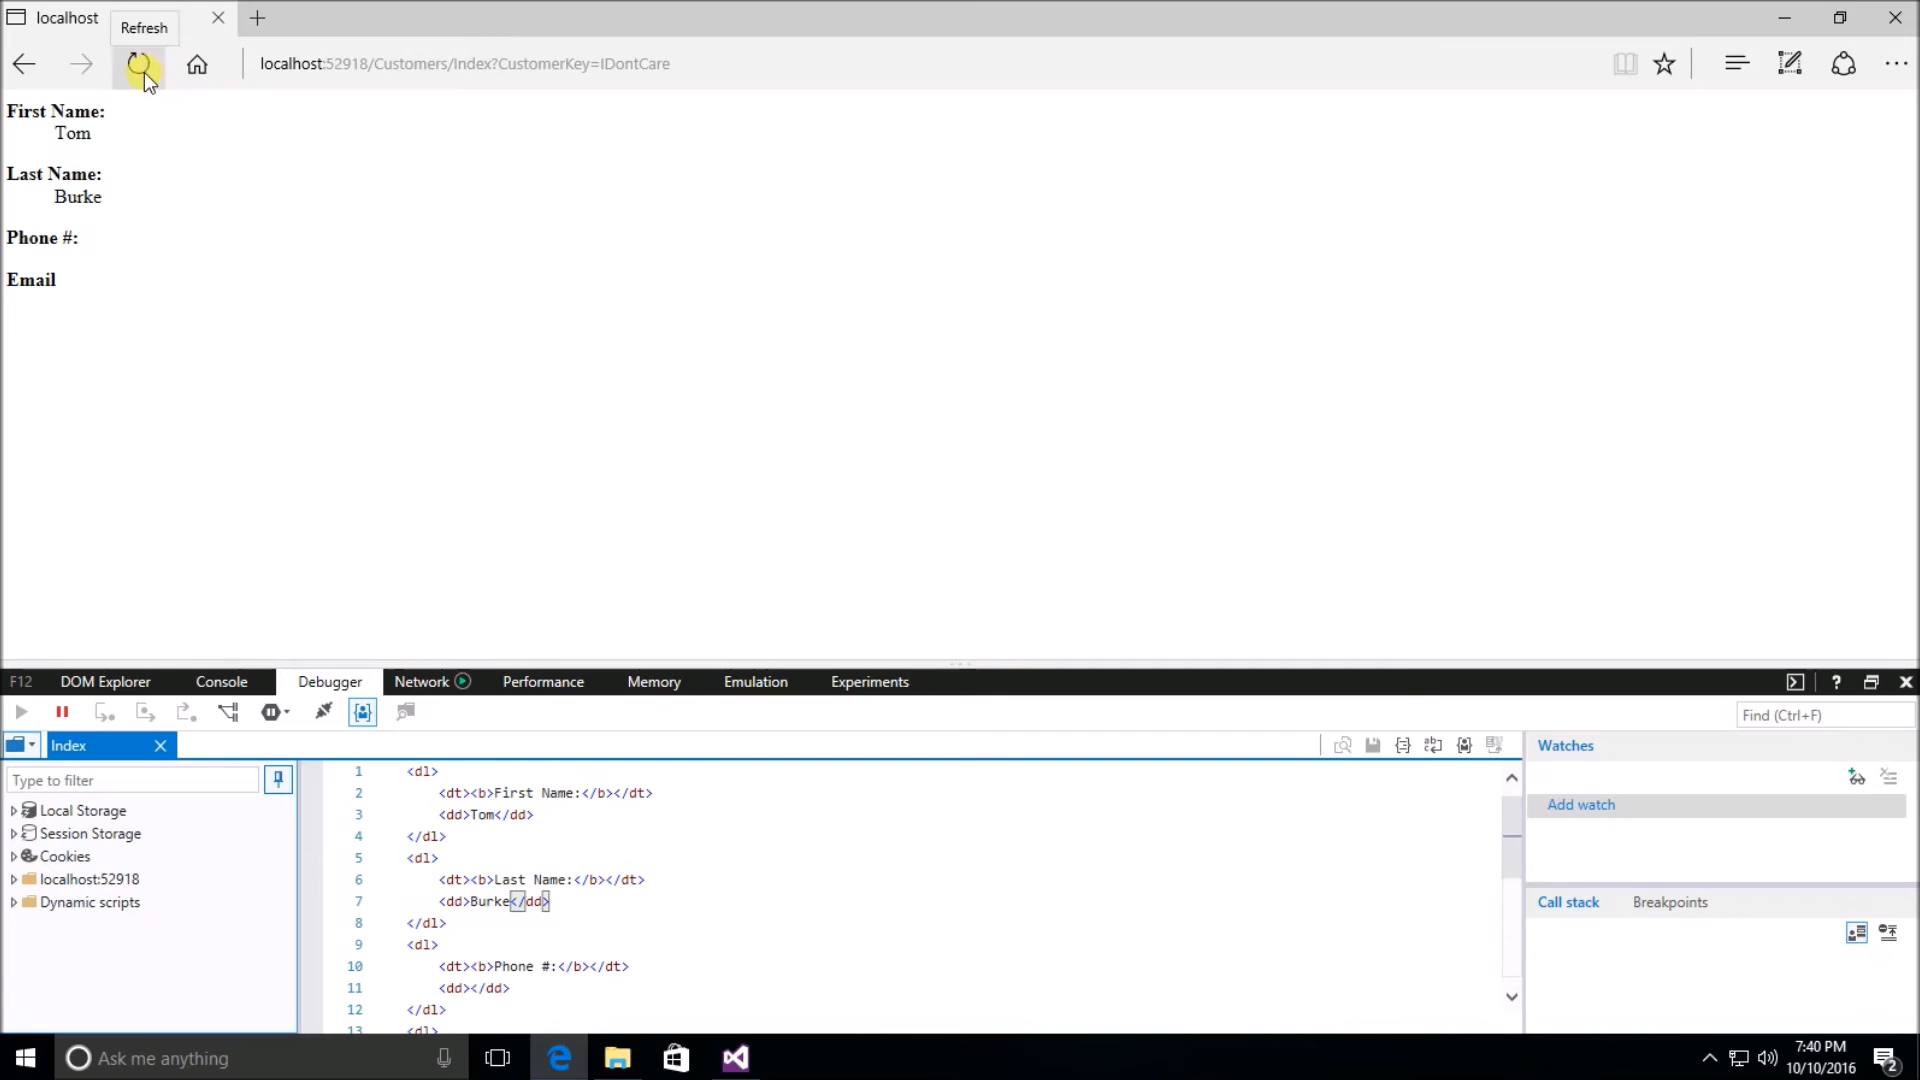 localhost
Refresh
localhost:52918/Customers/Index?CustomerKey=IDontCare
First Name:
Tom
Last Name:
Burke
Phone #:
Email
F12 DOM Explorer Console Debugger Network Performance Memory Emulation Experiments
Find (Ctrl+F)
Index
Watches
Type to filter
Add watch
Local Storage
Session Storage
Cookies
localhost:52918
Dynamic scripts
1 <dl>
2 <dt><b>First Name:</b></dt>
3 <dd>Tom</dd>
4 </dl>
5 <dl>
6 <dt><b>Last Name:</b></dt>
7 <dd>Burke</dd>
8 </dl>
9 <dl>
10 <dt><b>Phone #:</b></dt>
11 <dd></dd>
12 </dl>
13 <dl>
Call stack Breakpoints
Ask me anything
7:40 PM
10/10/2016
2